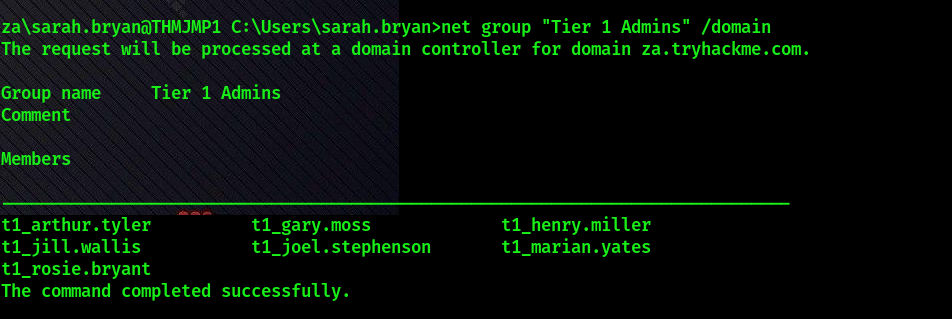 za\sarah.bryan@THMJMP1 C:\Users\sarah.bryan>net group "Tier 1 Admins" /domain
The request will be processed at a domain controller for domain za.tryhackme.com.
Group name     Tier 1 Admins
Comment
Members
-------------------------------------------------------------------------------
t1_arthur.tyler          t1_gary.moss             t1_henry.miller
t1_jill.wallis           t1_joel.stephenson       t1_marian.yates
t1_rosie.bryant
The command completed successfully.